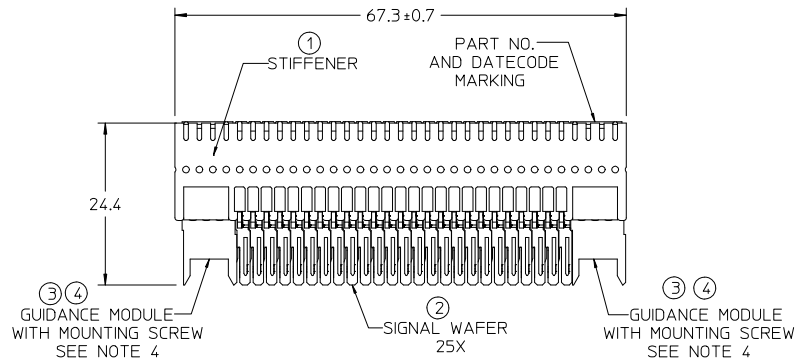 67.3±0.7
① STIFFENER
PART NO.
AND DATECODE
MARKING
24.4
③ ④
GUIDANCE MODULE
WITH MOUNTING SCREW
SEE NOTE 4
②
SIGNAL WAFER
25X
③ ④
GUIDANCE MODULE
WITH MOUNTING SCREW
SEE NOTE 4